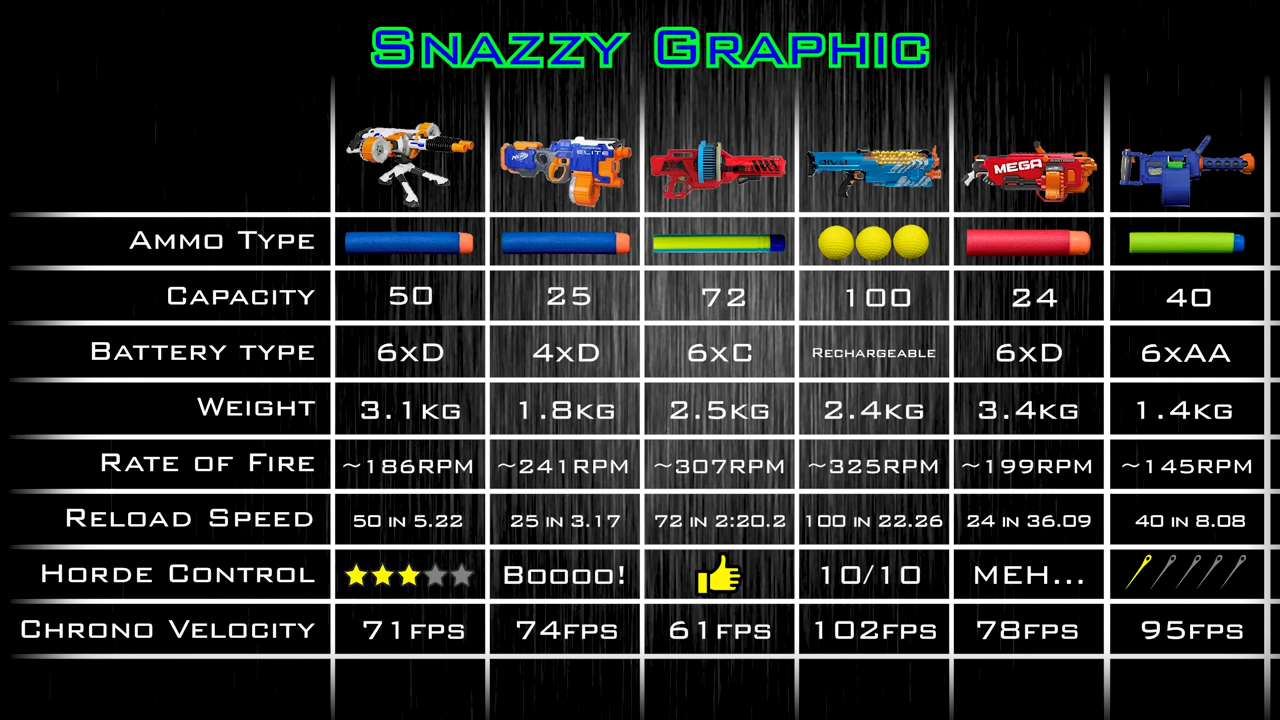 Snazzy Graphic
NERF ELITE
RIVAL
MEGA
Ammo Type
Capacity 50 25 72 100 24 40
Battery type 6xD 4xD 6xC Rechargeable 6xD 6xAA
Weight 3.1kg 1.8kg 2.5kg 2.4kg 3.4kg 1.4kg
Rate of Fire ~186RPM ~241RPM ~307RPM ~325RPM ~199RPM ~145RPM
Reload Speed 50 in 5.22 25 in 3.17 72 in 2:20.2 100 in 22.26 24 in 36.09 40 in 8.08
Horde Control Boooo! 10/10 MEH...
Chrono Velocity 71fps 74fps 61fps 102fps 78fps 95fps